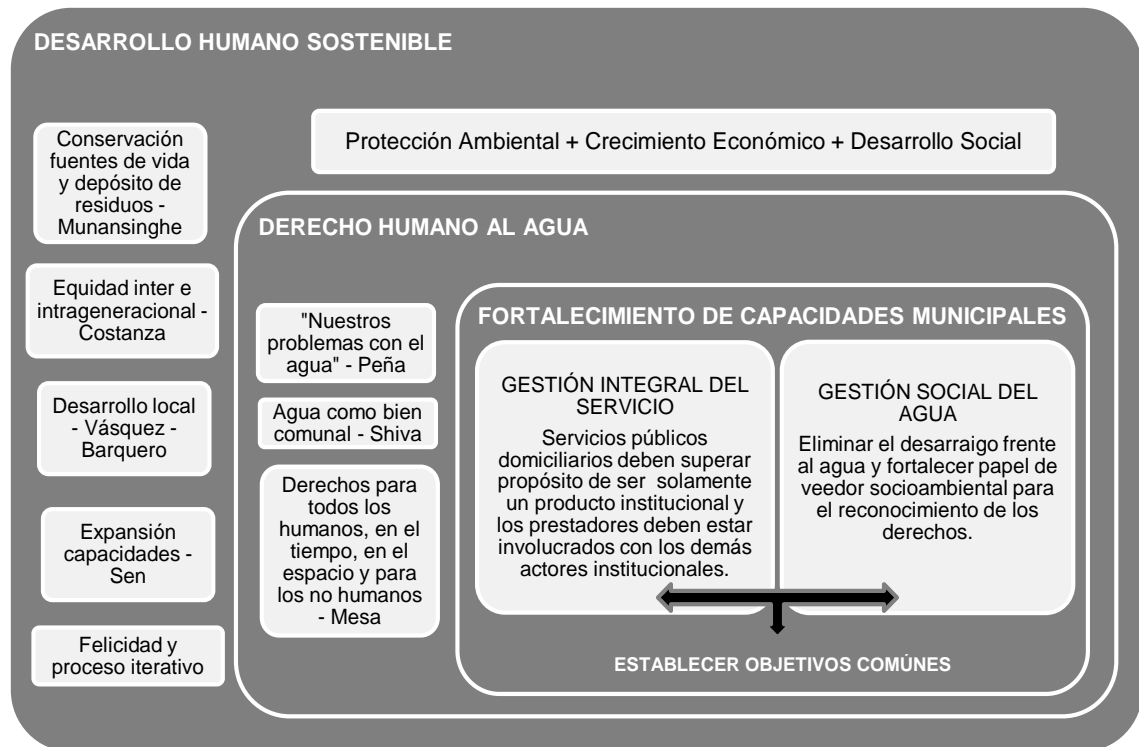 DESARROLLO HUMANO SOSTENIBLE
Protección Ambiental + Crecimiento Económico + Desarrollo Social
Conservación
fuentes de vida
y depósito de
residuos -
Munansinghe
Equidad inter e
intrageneracional -
Costanza
Desarrollo local
- Vásquez -
Barquero
Expansión
capacidades -
Sen
Felicidad y
proceso iterativo
DERECHO HUMANO AL AGUA
"Nuestros
problemas con el
agua" - Peña
Agua como bien
comunal - Shiva
Derechos para
todos los
humanos, en el
tiempo, en el
espacio y para
los no humanos
- Mesa
FORTALECIMIENTO DE CAPACIDADES MUNICIPALES
GESTIÓN INTEGRAL DEL
SERVICIO
Servicios públicos
domiciliarios deben superar
propósito de ser solamente
un producto institucional y
los prestadores deben estar
involucrados con los demás
actores institucionales.
GESTIÓN SOCIAL DEL
AGUA
Eliminar el desarraigo frente
al agua y fortalecer papel de
veedor socioambiental para
el reconocimiento de los
derechos.
ESTABLECER OBJETIVOS COMÚNES